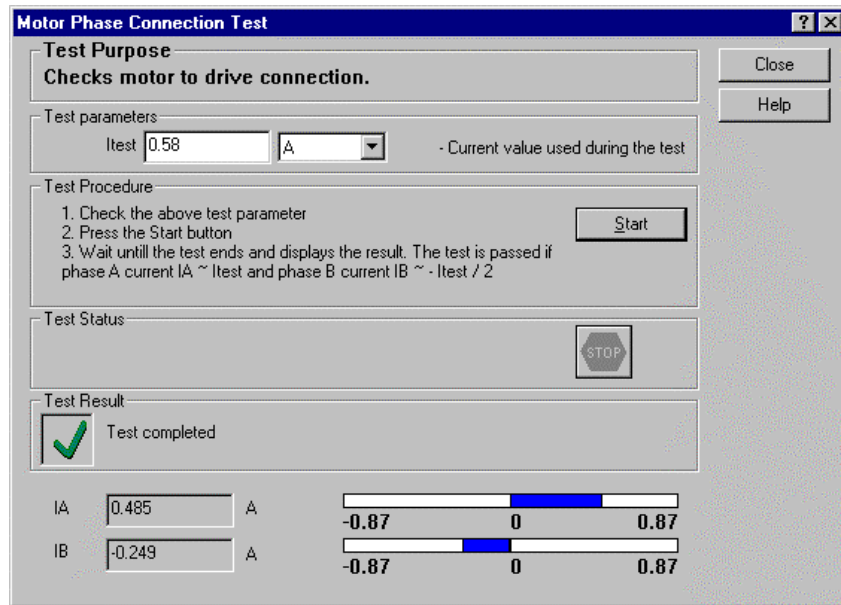 Motor Phase Connection Test
Test Purpose
Checks motor to drive connection.
Close
Help
Test parameters
Itest 0.58 A - Current value used during the test
Test Procedure
1. Check the above test parameter
2. Press the Start button
3. Wait untill the test ends and displays the result. The test is passed if
phase A current IA ~ Itest and phase B current IB ~ - Itest / 2
Start
Test Status
STOP
Test Result
Test completed
IA 0.485 A
-0.87 0 0.87
IB -0.249 A
-0.87 0 0.87